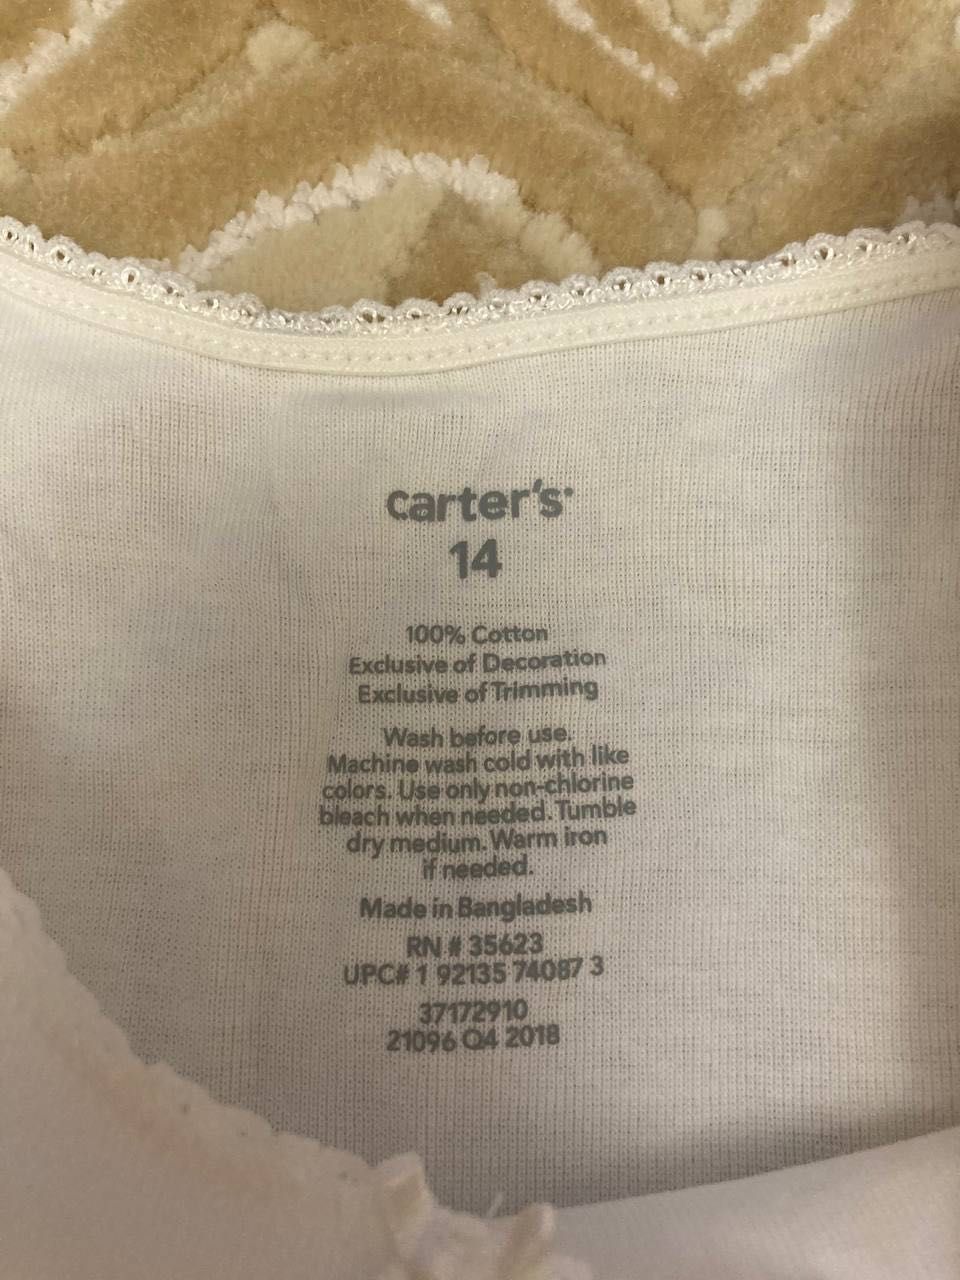 carter's
14
100% Cotton
Exclusive of Decoration
Exclusive of Trimming
Wash before use.
Machine wash cold with like
colors. Use only non-chlorine
bleach when needed. Tumble
dry medium. Warm iron
if needed.
Made in Bangladesh
RN # 35623
UPC# 1 92135 74087 3
37172910
21096 Q4 2018